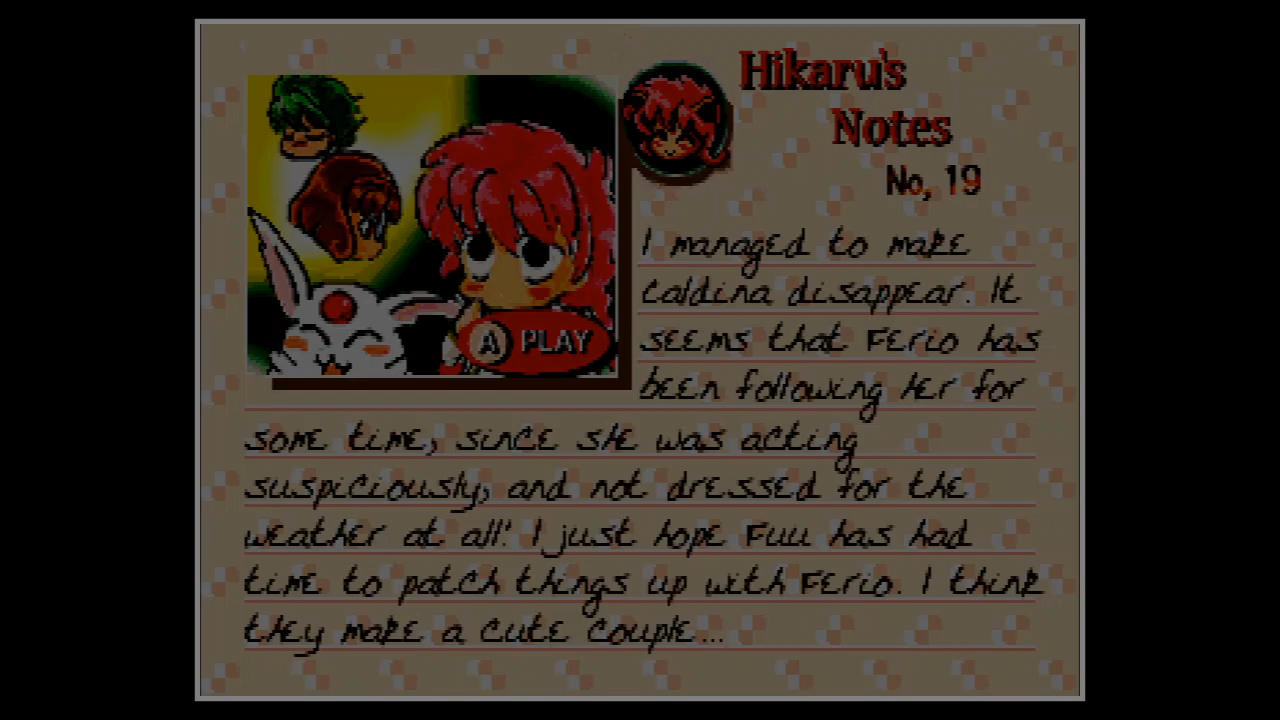 Hikaru's
Notes
No, 19
A PLAY
I managed to make
Caldina disappear. It
seems that Ferio has
been following her for
some time, since she was acting
suspiciously, and not dressed for the
weather at all! I just hope Fuu has had
time to patch things up with Ferio. I think
they make a cute couple...